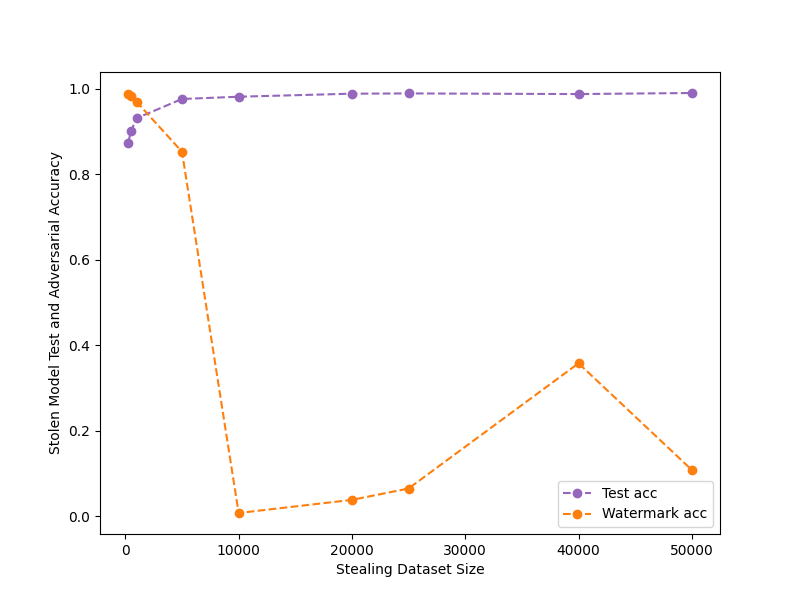 1.0
0.8
0.6
0.4
0.2
0.0
Stolen Model Test and Adversarial Accuracy
Test acc
Watermark acc
0 10000 20000 30000 40000 50000
Stealing Dataset Size